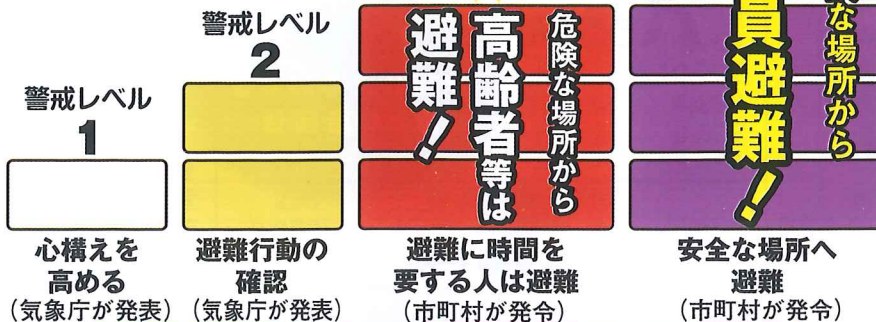 警戒レベル
1
心構えを
高める
(気象庁が発表)
警戒レベル
2
避難行動の
確認
(気象庁が発表)
危険な場所から
高齢者等は
避難!
避難に時間を
要する人は避難
(市町村が発令)
な場所から
員避難!
安全な場所へ
避難
(市町村が発令)